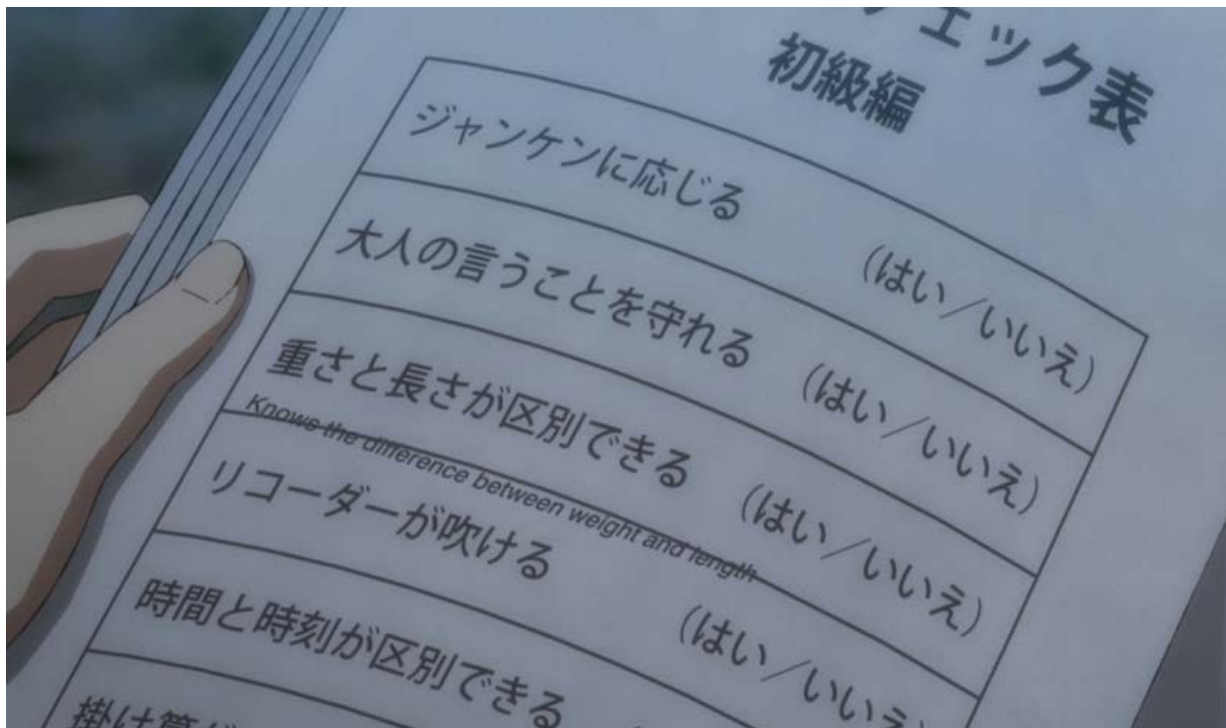 ェック表
初級編
ジャンケンに応じる (はい／いいえ)
大人の言うことを守れる (はい／いいえ)
重さと長さが区別できる (はい／いいえ)
Knows the difference between weight and length
リコーダーが吹ける (はい／いいえ)
時間と時刻が区別できる
掛け算が